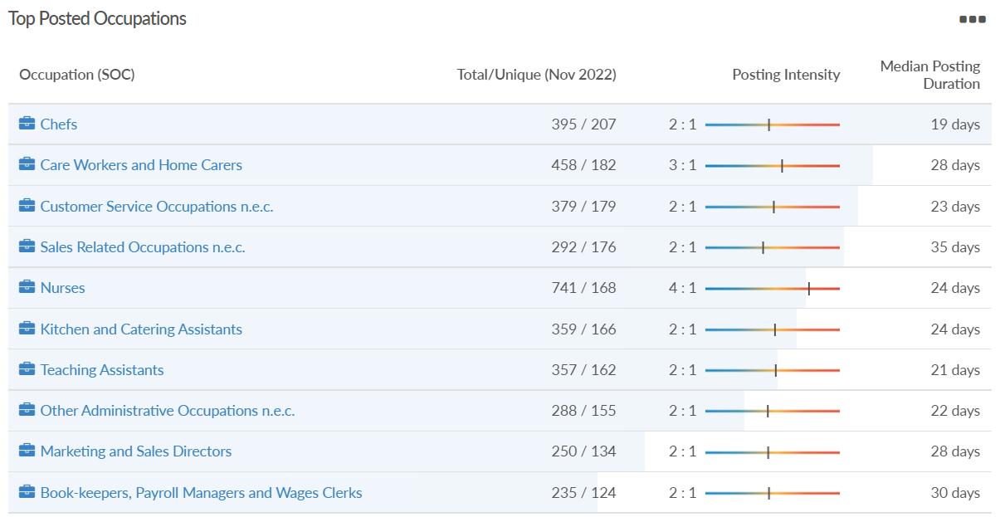 Top Posted Occupations
Occupation (SOC) Total/Unique (Nov 2022) Posting Intensity Median Posting Duration
Chefs 395 / 207 2 : 1 19 days
Care Workers and Home Carers 458 / 182 3 : 1 28 days
Customer Service Occupations n.e.c. 379 / 179 2 : 1 23 days
Sales Related Occupations n.e.c. 292 / 176 2 : 1 35 days
Nurses 741 / 168 4 : 1 24 days
Kitchen and Catering Assistants 359 / 166 2 : 1 24 days
Teaching Assistants 357 / 162 2 : 1 21 days
Other Administrative Occupations n.e.c. 288 / 155 2 : 1 22 days
Marketing and Sales Directors 250 / 134 2 : 1 28 days
Book-keepers, Payroll Managers and Wages Clerks 235 / 124 2 : 1 30 days